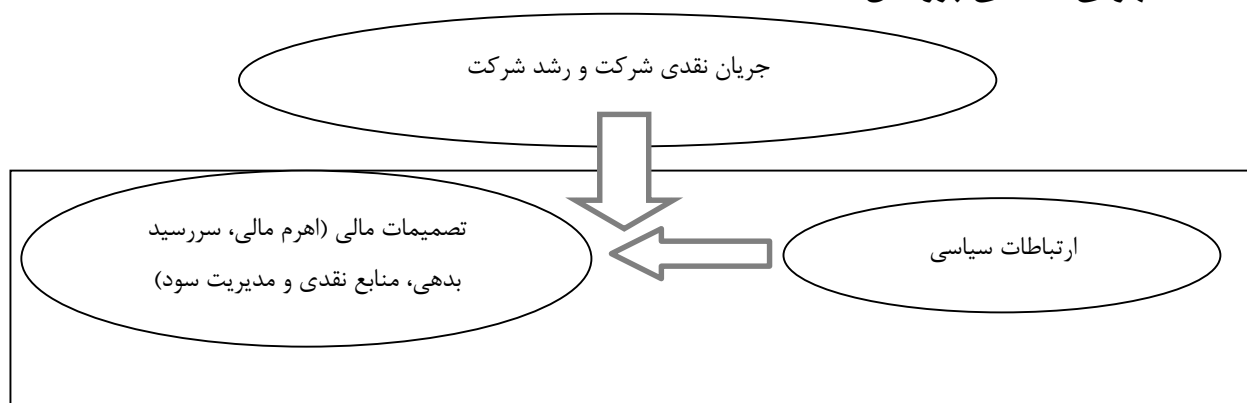 جریان نقدی شرکت و رشد شرکت
ارتباطات سیاسی
تصمیمات مالی (اهرم مالی، سررسید
بدهی، منابع نقدی و مدیریت سود)